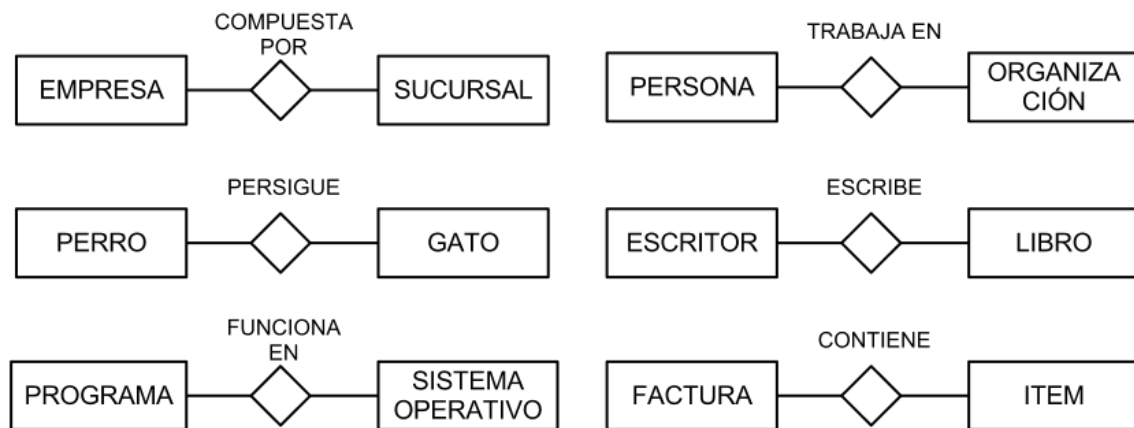 COMPUESTA
POR
EMPRESA
SUCURSAL
TRABAJA EN
PERSONA
ORGANIZA
CIÓN
PERSIGUE
PERRO
GATO
ESCRIBE
ESCRITOR
LIBRO
FUNCIONA
EN
PROGRAMA
SISTEMA
OPERATIVO
CONTIENE
FACTURA
ITEM